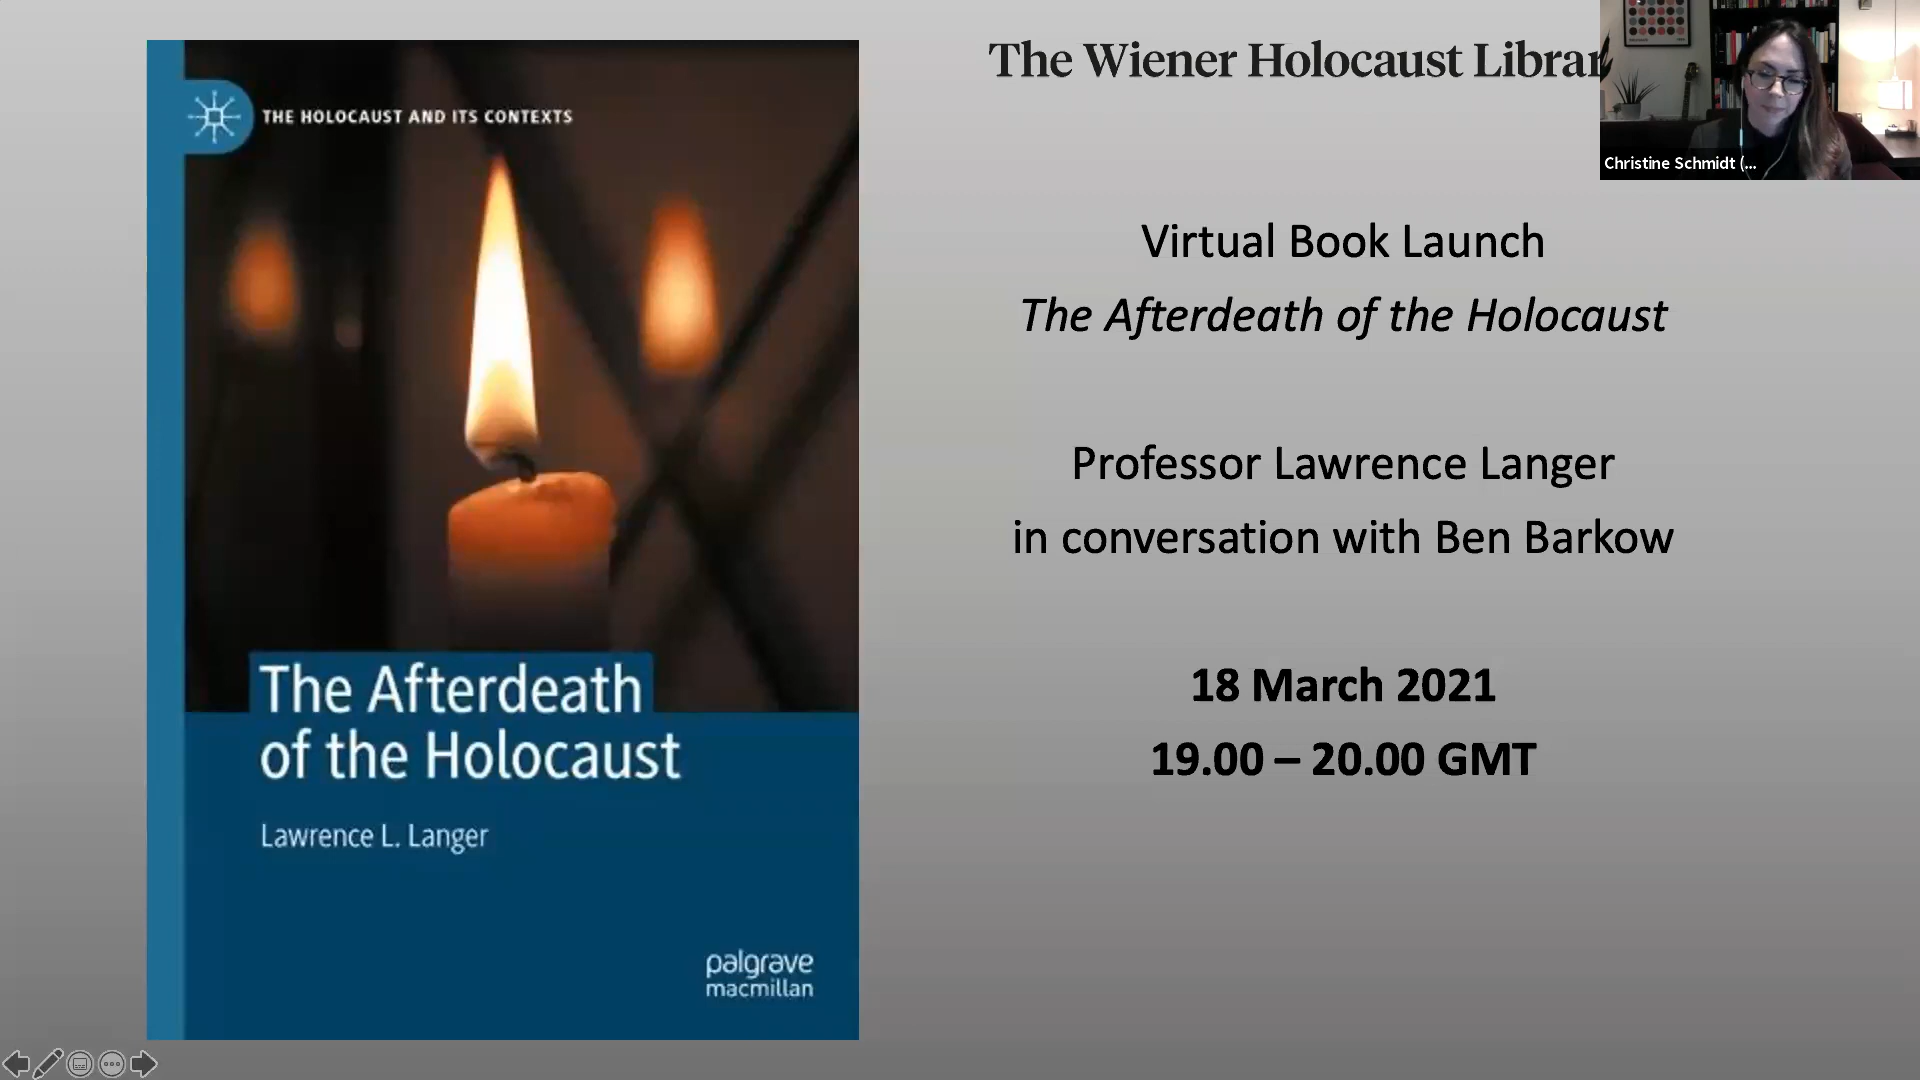 THE HOLOCAUST AND ITS CONTEXTS
The Afterdeath
of the Holocaust
Lawrence L. Langer
palgrave
macmillan
The Wiener Holocaust Librar
Virtual Book Launch
The Afterdeath of the Holocaust
Professor Lawrence Langer
in conversation with Ben Barkow
18 March 2021
19.00 – 20.00 GMT
Christine Schmidt (...